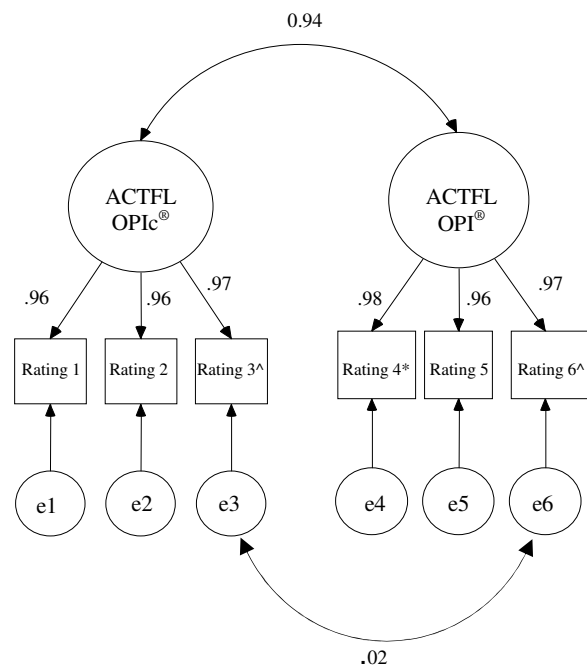 0.94
ACTFL ACTFL
OPIc® OPI®
.96 .96 .97 .98 .96 .97
Rating 1 Rating 2 Rating 3^ Rating 4* Rating 5 Rating 6^
e1 e2 e3 e4 e5 e6
.02